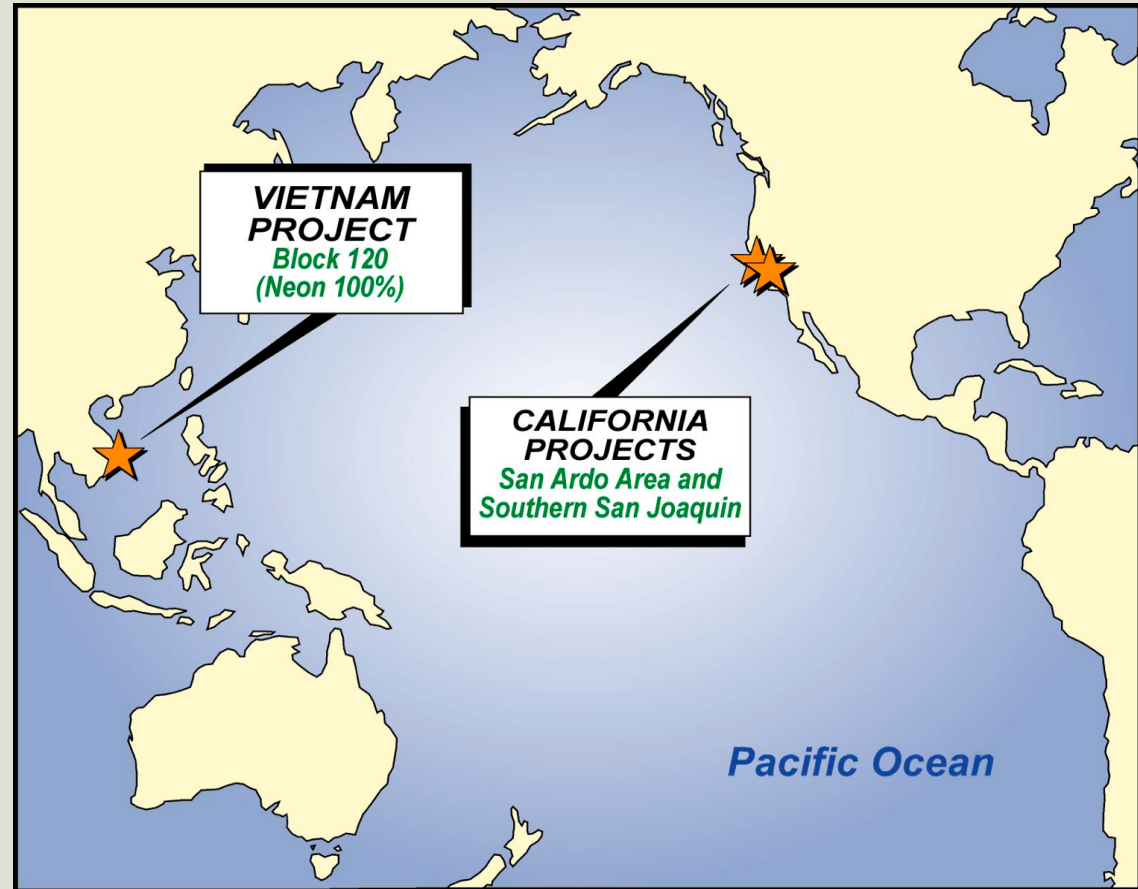 VIETNAM
PROJECT
Block 120
(Neon 100%)
CALIFORNIA
PROJECTS
San Ardo Area and
Southern San Joaquin
Pacific Ocean